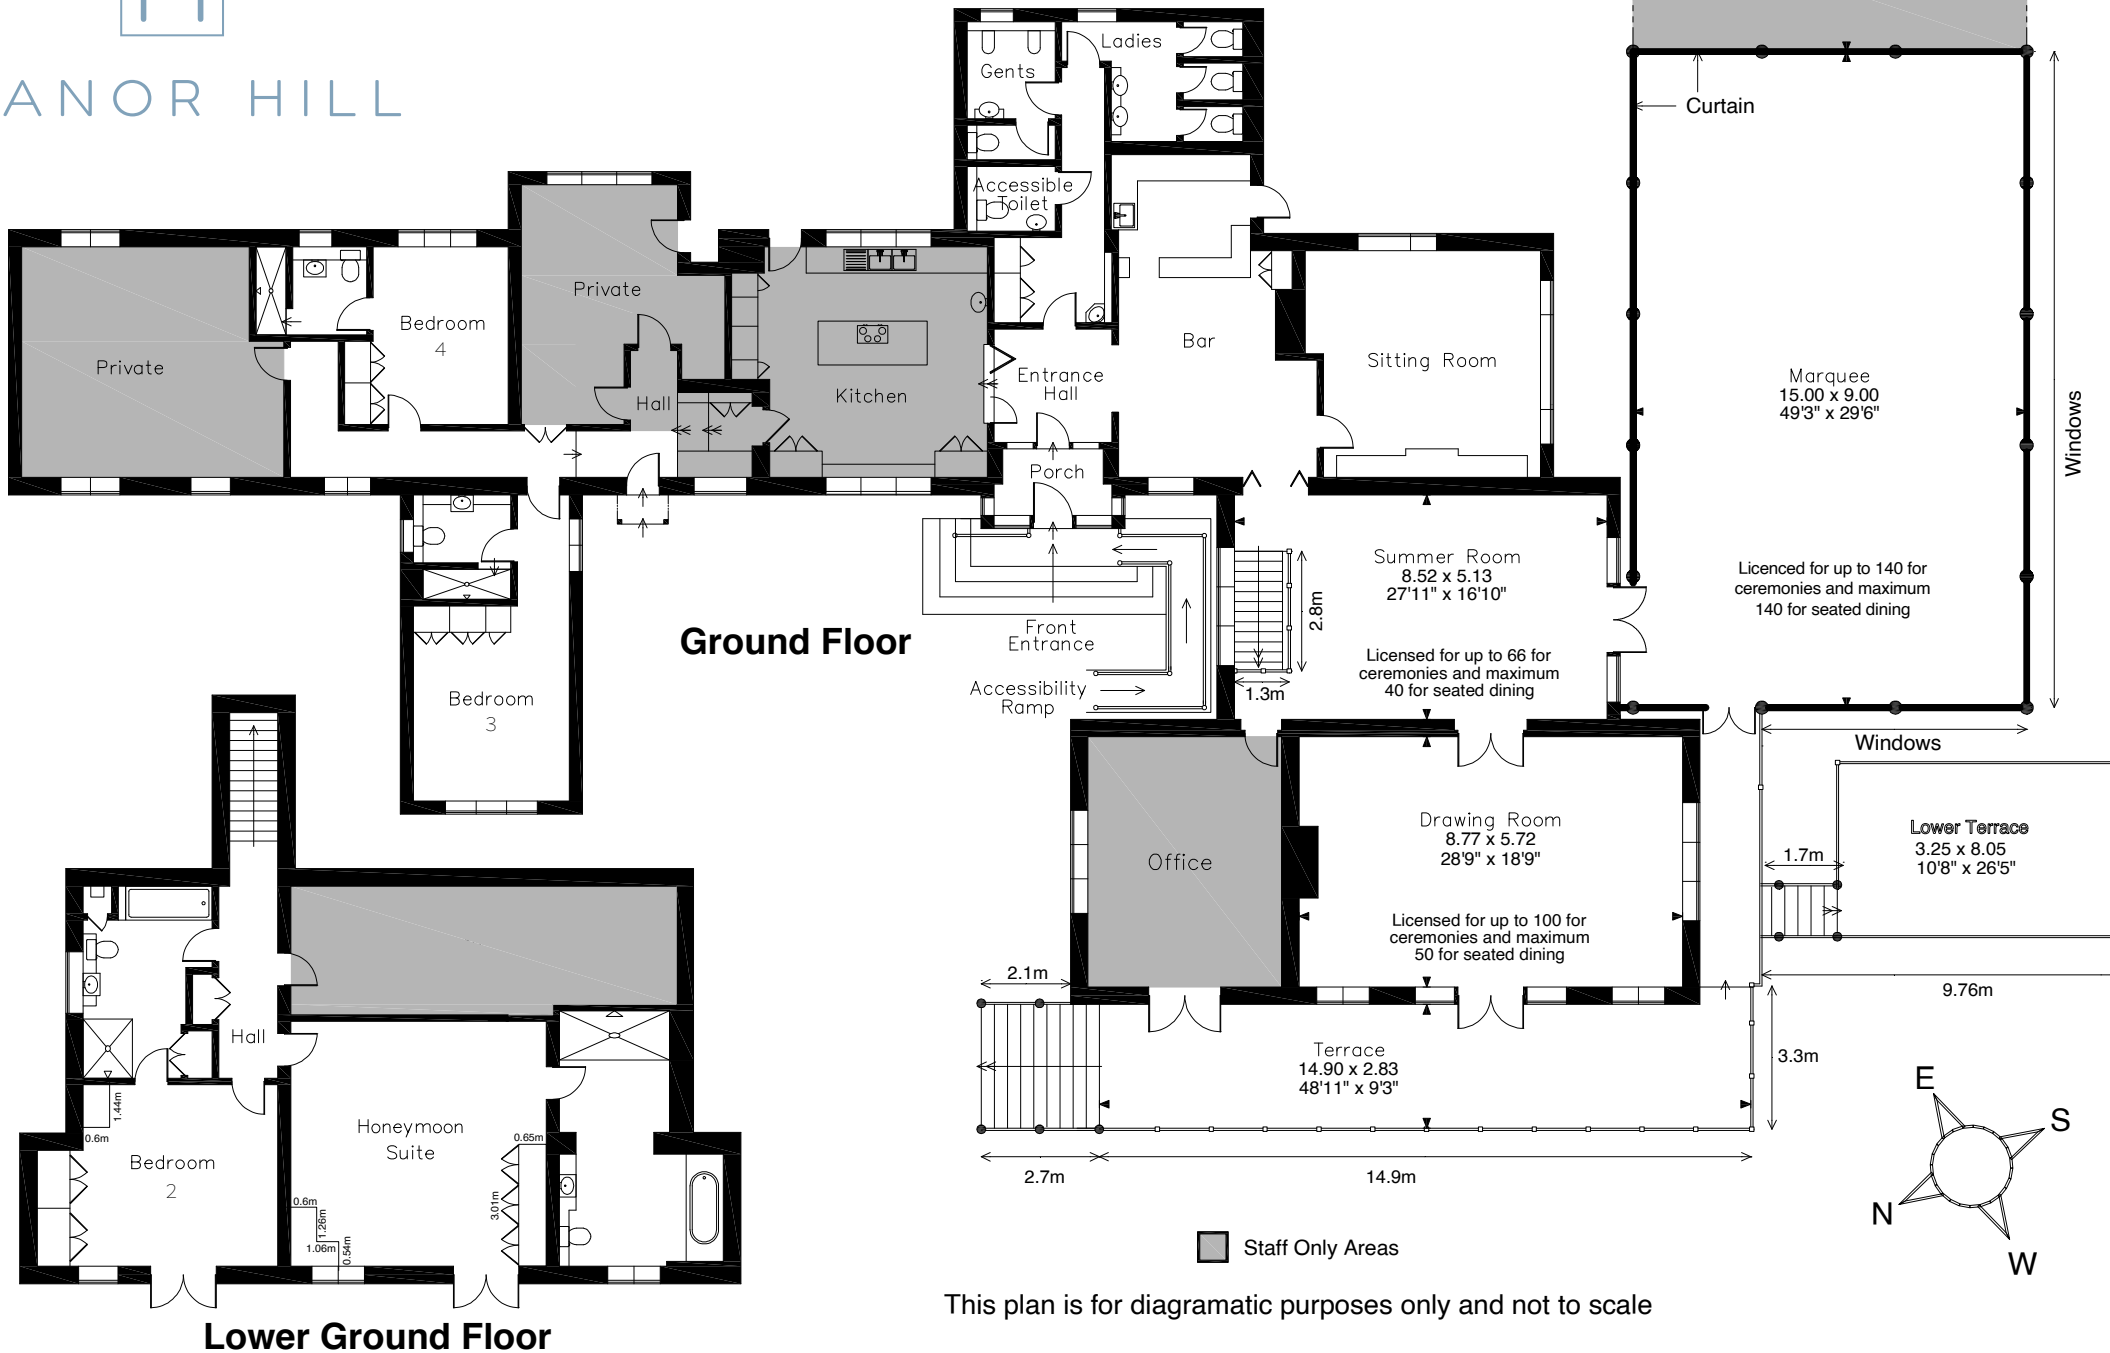 ANOR HILL
Gents
Ladies
Accessible
Toilet
Curtain
Private
Bedroom
4
Private
Hall
Kitchen
Entrance
Hall
Bar
Sitting Room
Porch
Marquee
15.00 x 9.00
49'3" x 29'6"
Windows
Licenced for up to 140 for
ceremonies and maximum
140 for seated dining
Summer Room
8.52 x 5.13
27'11" x 16'10"
2.8m
1.3m
Licensed for up to 66 for
ceremonies and maximum
40 for seated dining
Front
Entrance
Accessibility
Ramp
Ground Floor
Bedroom
3
Windows
Office
Drawing Room
8.77 x 5.72
28'9" x 18'9"
Licensed for up to 100 for
ceremonies and maximum
50 for seated dining
Lower Terrace
3.25 x 8.05
10'8" x 26'5"
1.7m
9.76m
2.1m
Terrace
14.90 x 2.83
48'11" x 9'3"
3.3m
2.7m
14.9m
Hall
1.44m
0.6m
Bedroom
2
Honeymoon
Suite
0.65m
3.01m
0.6m
1.26m
1.06m
0.54m
Lower Ground Floor
E
S
N
W
Staff Only Areas
This plan is for diagramatic purposes only and not to scale